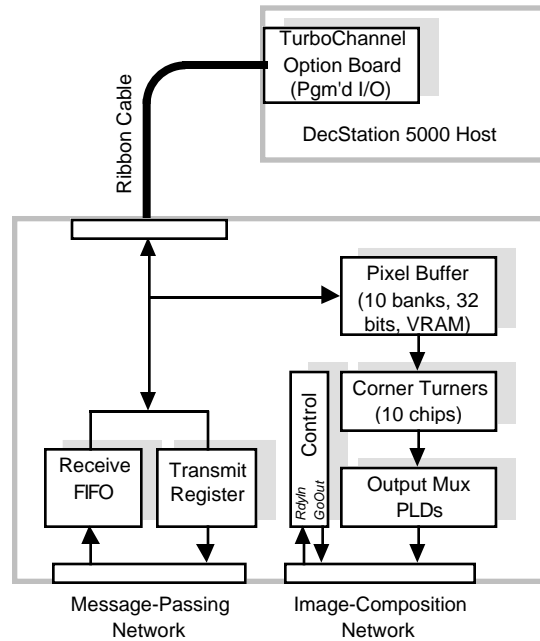 TurboChannel
Option Board
(Pgm'd I/O)
DecStation 5000 Host
Ribbon Cable
Pixel Buffer
(10 banks, 32
bits, VRAM)
Corner Turners
(10 chips)
Control
RdyIn
GoOut
Receive
FIFO
Transmit
Register
Output Mux
PLDs
Message-Passing
Network
Image-Composition
Network